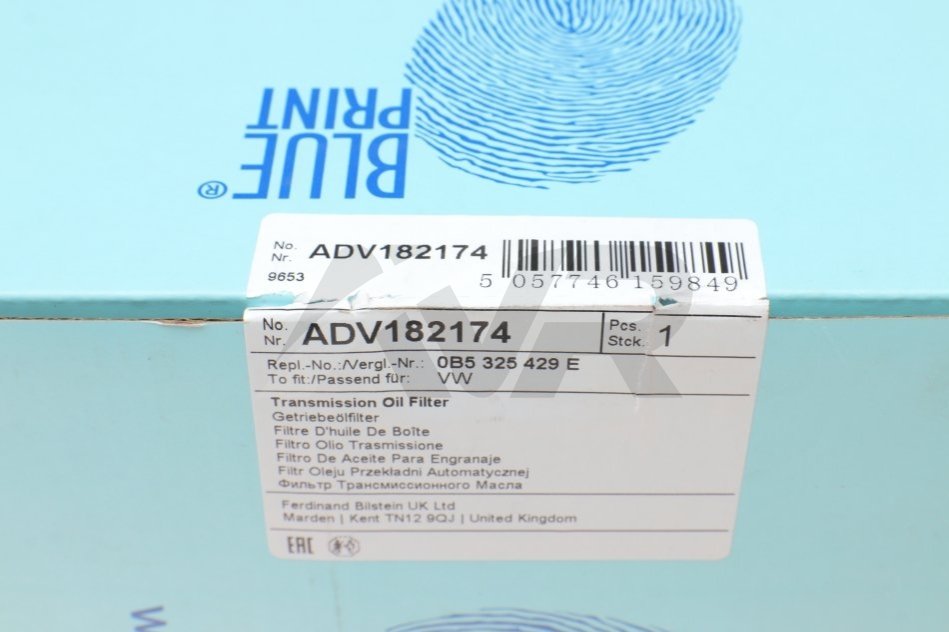 BLUE
PRINT
®
No.
Nr. ADV182174
9653
5 057746 159849
No.
Nr. ADV182174 Pcs.
Stck. 1
Repl.-No.:/Vergl.-Nr.: 0B5 325 429 E
To fit:/Passend für: VW
Transmission Oil Filter
Getriebeölfilter
Filtre D'huile De Boîte
Filtro Olio Trasmissione
Filtro De Aceite Para Engranaje
Filtr Oleju Przekładni Automatycznej
Фильтр Трансмиссионного Масла
Ferdinand Bilstein UK Ltd
Marden | Kent TN12 9QJ | United Kingdom
EAC